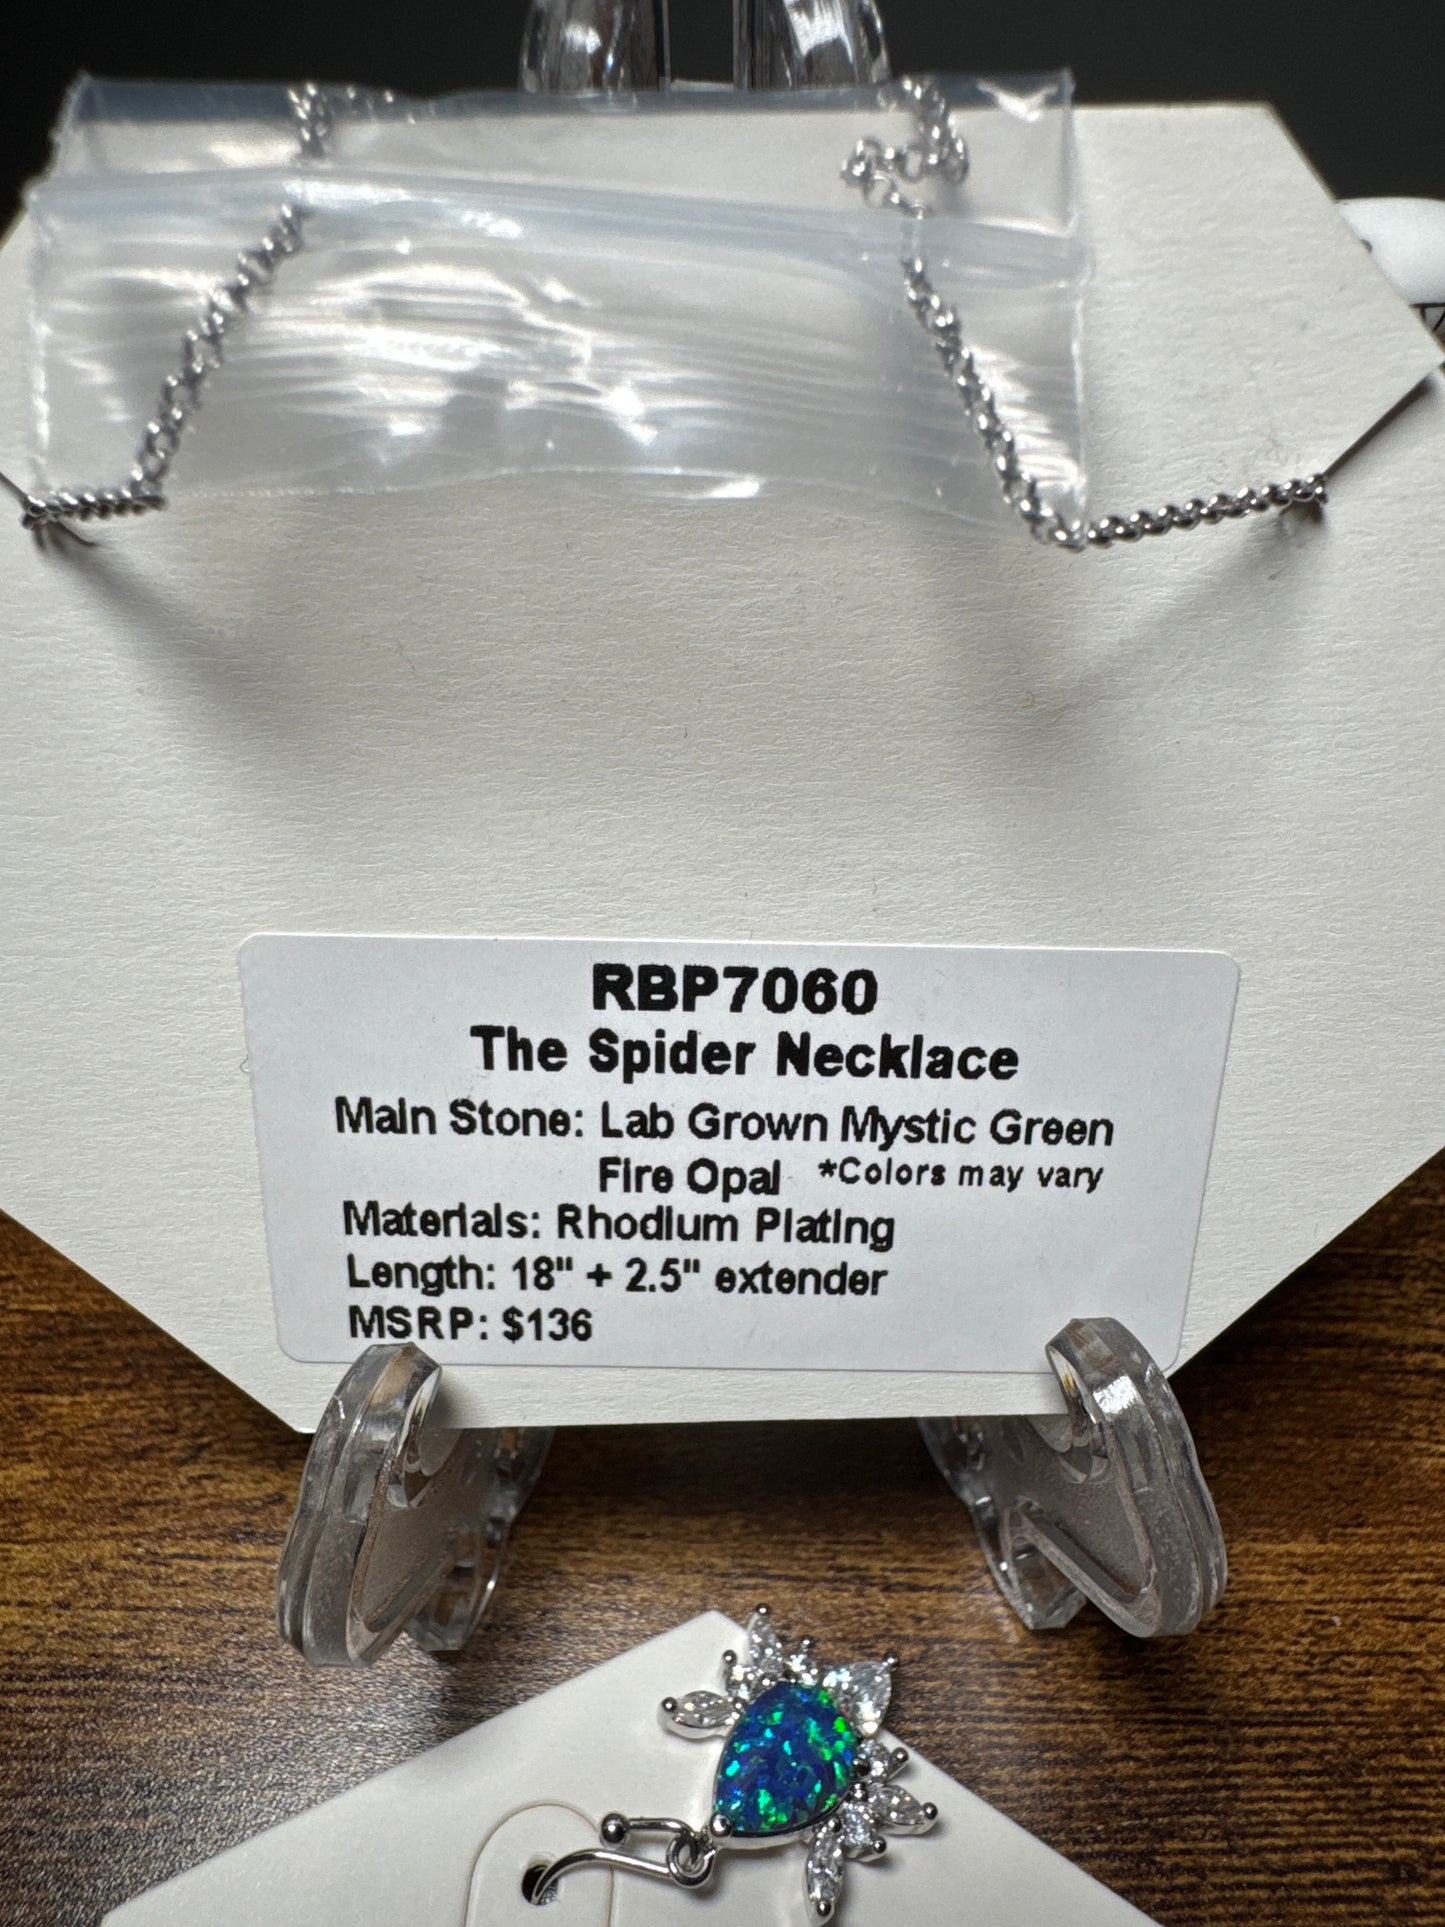 RBP7060
The Spider Necklace
Main Stone: Lab Grown Mystic Green
Fire Opal *Colors may vary
Materials: Rhodium Plating
Length: 18" + 2.5" extender
MSRP: $136